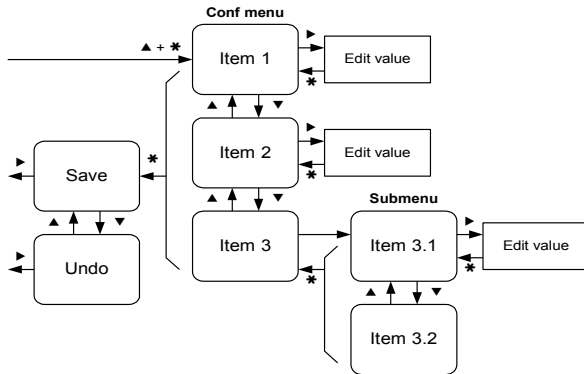 Conf menu
▲ + *
Item 1
►
*
Edit value
▲
▼
Item 2
►
*
Edit value
*
►
Save
▲
▼
▲
▼
Submenu
Item 3
*
Item 3.1
►
*
Edit value
►
Undo
▲
▼
Item 3.2